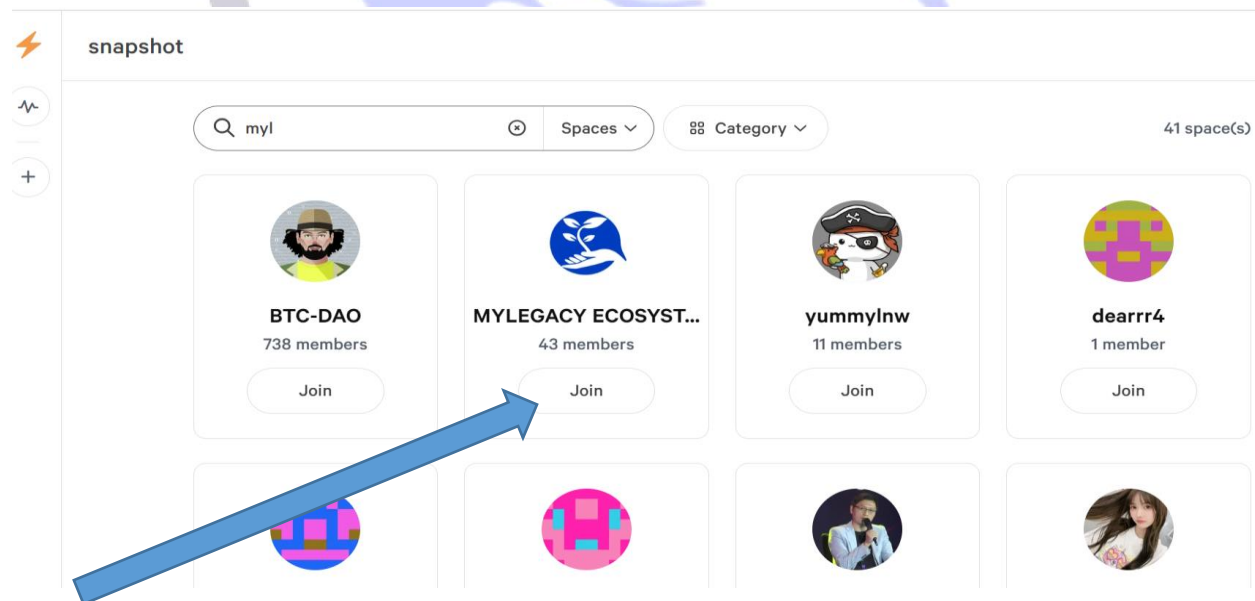 snapshot
myl Spaces Category 41 space(s)
BTC-DAO MYLEGACY ECOSYST... yummylnw dearrr4
738 members 43 members 11 members 1 member
Join Join Join Join